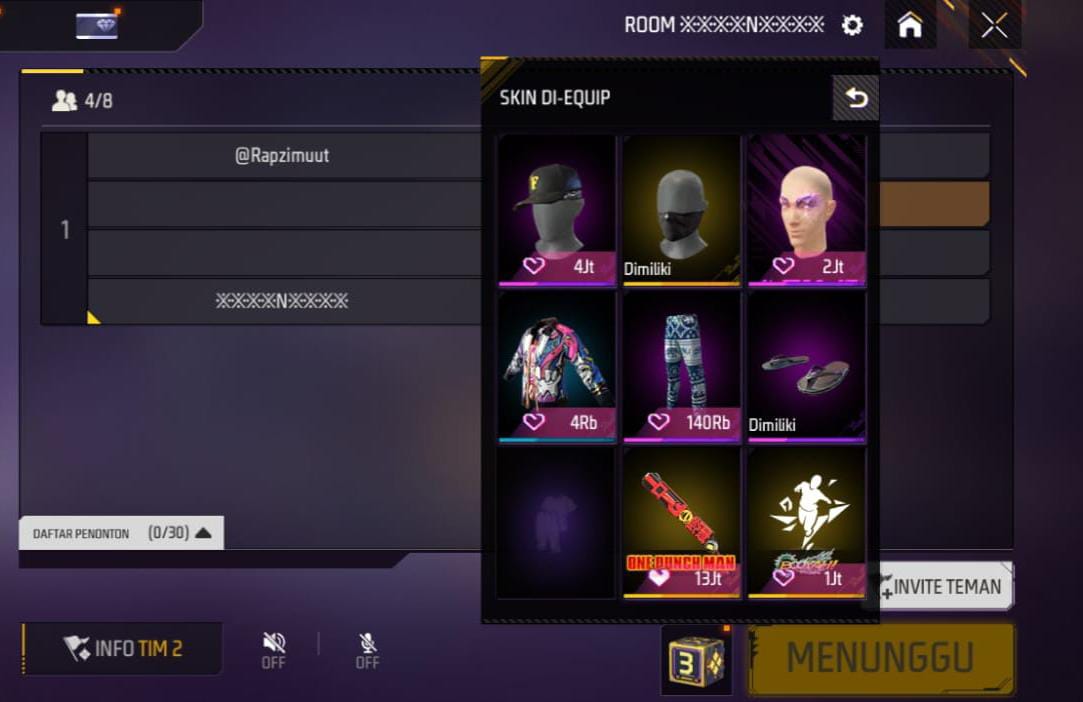 ROOM ※※※※N※※※※
4/8
SKIN DI-EQUIP
@Rapzimuut
1
※※※※N※※※※
F
4Jt
Dimiliki
2Jt
4Rb
140Rb
Dimiliki
ONE PUNCH MAN
13Jt
BOOYAH!
1Jt
DAFTAR PENONTON (0/30)
INVITE TEMAN
INFO TIM 2
OFF
OFF
3
MENUNGGU